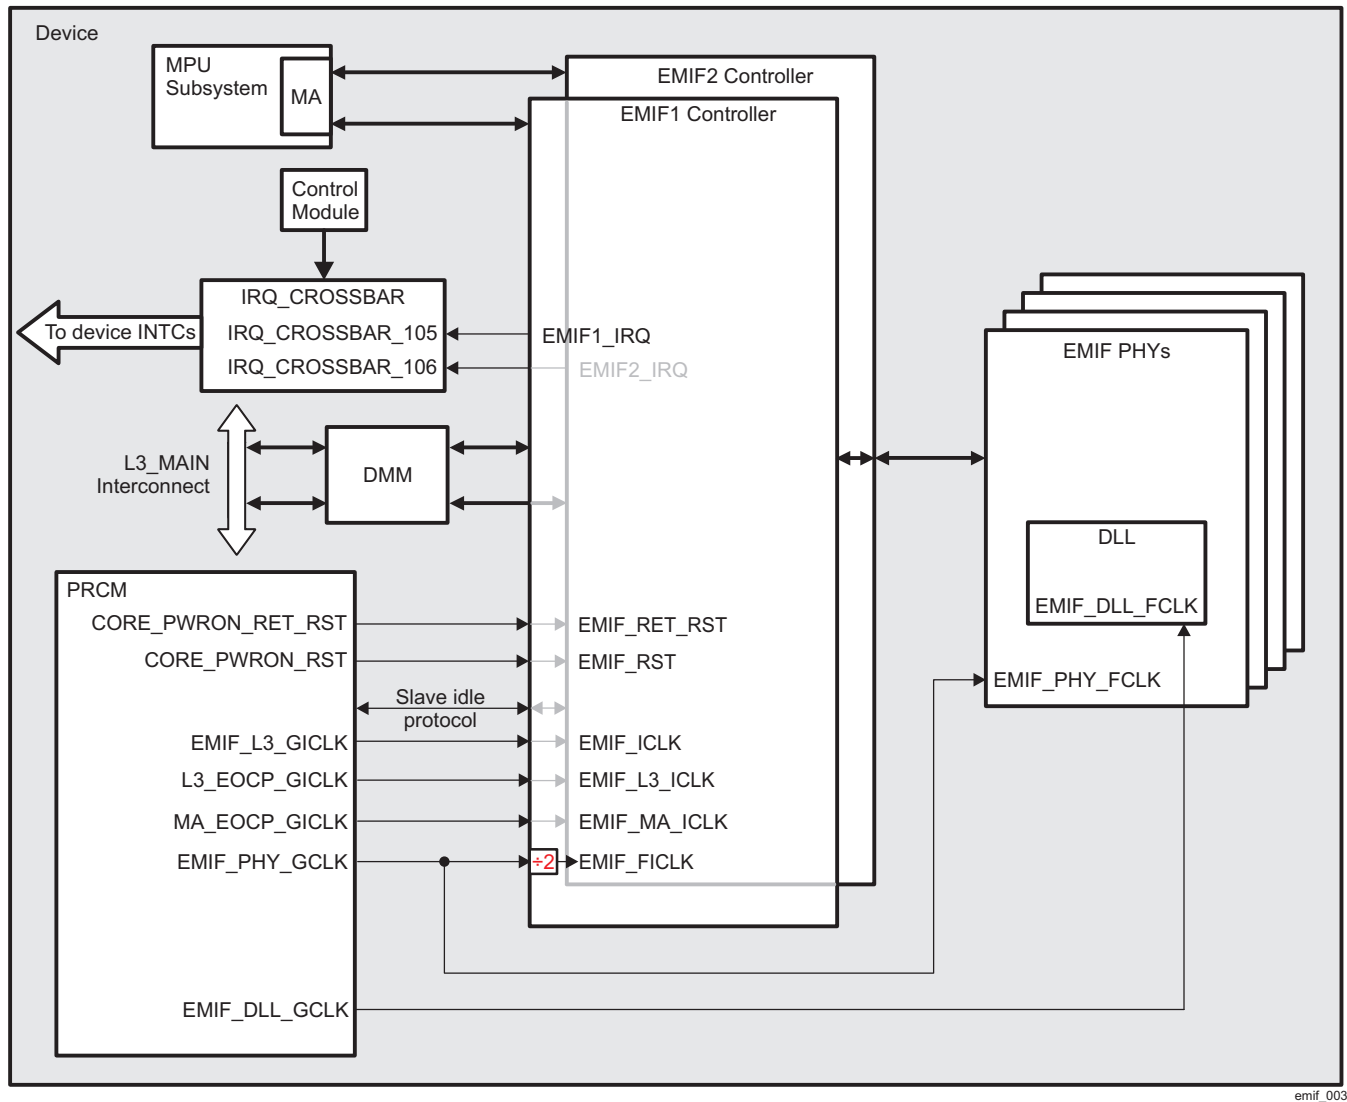 Device
MPU
Subsystem
MA
EMIF2 Controller
EMIF1 Controller
Control
Module
IRQ_CROSSBAR
To device INTCs
IRQ_CROSSBAR_105
EMIF1_IRQ
IRQ_CROSSBAR_106
EMIF2_IRQ
EMIF PHYs
L3_MAIN
Interconnect
DMM
DLL
EMIF_DLL_FCLK
EMIF_PHY_FCLK
PRCM
CORE_PWRON_RET_RST
EMIF_RET_RST
CORE_PWRON_RST
EMIF_RST
Slave idle
protocol
EMIF_L3_GICLK
EMIF_ICLK
L3_EOCP_GICLK
EMIF_L3_ICLK
MA_EOCP_GICLK
EMIF_MA_ICLK
EMIF_PHY_GCLK
÷2
EMIF_FICLK
EMIF_DLL_GCLK
emif_003